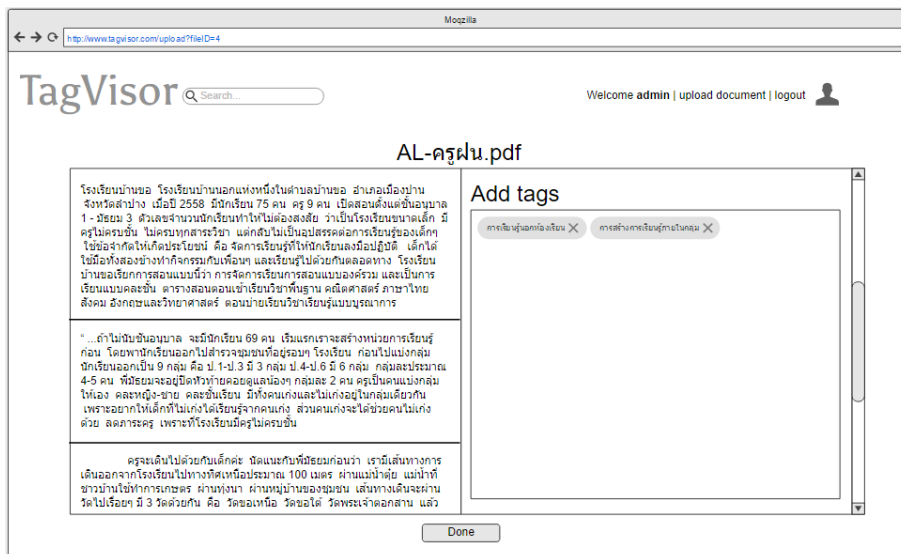 Moqzilla
http://www.tagvisor.com/upload?fileID=4
TagVisor
Search...
Welcome admin | upload document | logout
AL-ครูฝน.pdf
โรงเรียนบ้านขอ โรงเรียนบ้านนอกแห่งหนึ่งในตำบลบ้านขอ อำเภอเมืองปาน
จังหวัดลำปาง เมื่อปี 2558 มีนักเรียน 75 คน ครู 9 คน เปิดสอนตั้งแต่ชั้นอนุบาล
1 - มัธยม 3 ตัวเลขจำนวนนักเรียนทำให้ไม่ต้องสงสัย ว่าเป็นโรงเรียนขนาดเล็ก มี
ครูไม่ครบชั้น ไม่ครบทุกสาระวิชา แต่กลับไม่เป็นอุปสรรคต่อการเรียนรู้ของเด็กๆ
ใช้ข้อจำกัดให้เกิดประโยชน์ คือ จัดการเรียนรู้ที่ให้นักเรียนลงมือปฏิบัติ เด็กได้
ใช้มือทั้งสองข้างทำกิจกรรมกับเพื่อนๆ และเรียนรู้ไปด้วยกันตลอดทาง โรงเรียน
บ้านขอเรียกการสอนแบบนี้ว่า การจัดการเรียนการสอนแบบองค์รวม และเป็นการ
เรียนแบบคละชั้น ตารางสอนตอนเช้าเรียนวิชาพื้นฐาน คณิตศาสตร์ ภาษาไทย
สังคม อังกฤษและวิทยาศาสตร์ ตอนบ่ายเรียนวิชาเรียนรู้แบบบูรณาการ
" ...ถ้าไม่นับชั้นอนุบาล จะมีนักเรียน 69 คน เริ่มแรกเราจะสร้างหน่วยการเรียนรู้
ก่อน โดยพานักเรียนออกไปสำรวจชุมชนที่อยู่รอบๆ โรงเรียน ก่อนไปแบ่งกลุ่ม
นักเรียนออกเป็น 9 กลุ่ม คือ ป.1-ป.3 มี 3 กลุ่ม ป.4-ป.6 มี 6 กลุ่ม กลุ่มละประมาณ
4-5 คน พี่มัธยมจะอยู่ปิดหัวท้ายคอยดูแลน้องๆ กลุ่มละ 2 คน ครูเป็นคนแบ่งกลุ่ม
ให้เอง คละหญิง-ชาย คละชั้นเรียน มีทั้งคนเก่งและไม่เก่งอยู่ในกลุ่มเดียวกัน
เพราะอยากให้เด็กที่ไม่เก่งได้เรียนรู้จากคนเก่ง ส่วนคนเก่งจะได้ช่วยคนไม่เก่ง
ด้วย ลดภาระครู เพราะที่โรงเรียนมีครูไม่ครบชั้น
ครูจะเดินไปด้วยกับเด็กค่ะ นัดแนะกับพี่มัธยมก่อนว่า เรามีเส้นทางการ
เดินออกจากโรงเรียนไปทางทิศเหนือประมาณ 100 เมตร ผ่านแม่น้ำตุ๋ย แม่น้ำที่
ชาวบ้านใช้ทำการเกษตร ผ่านทุ่งนา ผ่านหมู่บ้านของชุมชน เส้นทางเดินจะผ่าน
วัดไปเรื่อยๆ มี 3 วัดด้วยกัน คือ วัดขอเหนือ วัดขอใต้ วัดพระเจ้าดอกสาน แล้ว
Add tags
การเรียนรู้นอกห้องเรียน
การสร้างการเรียนรู้ภายในกลุ่ม
Done